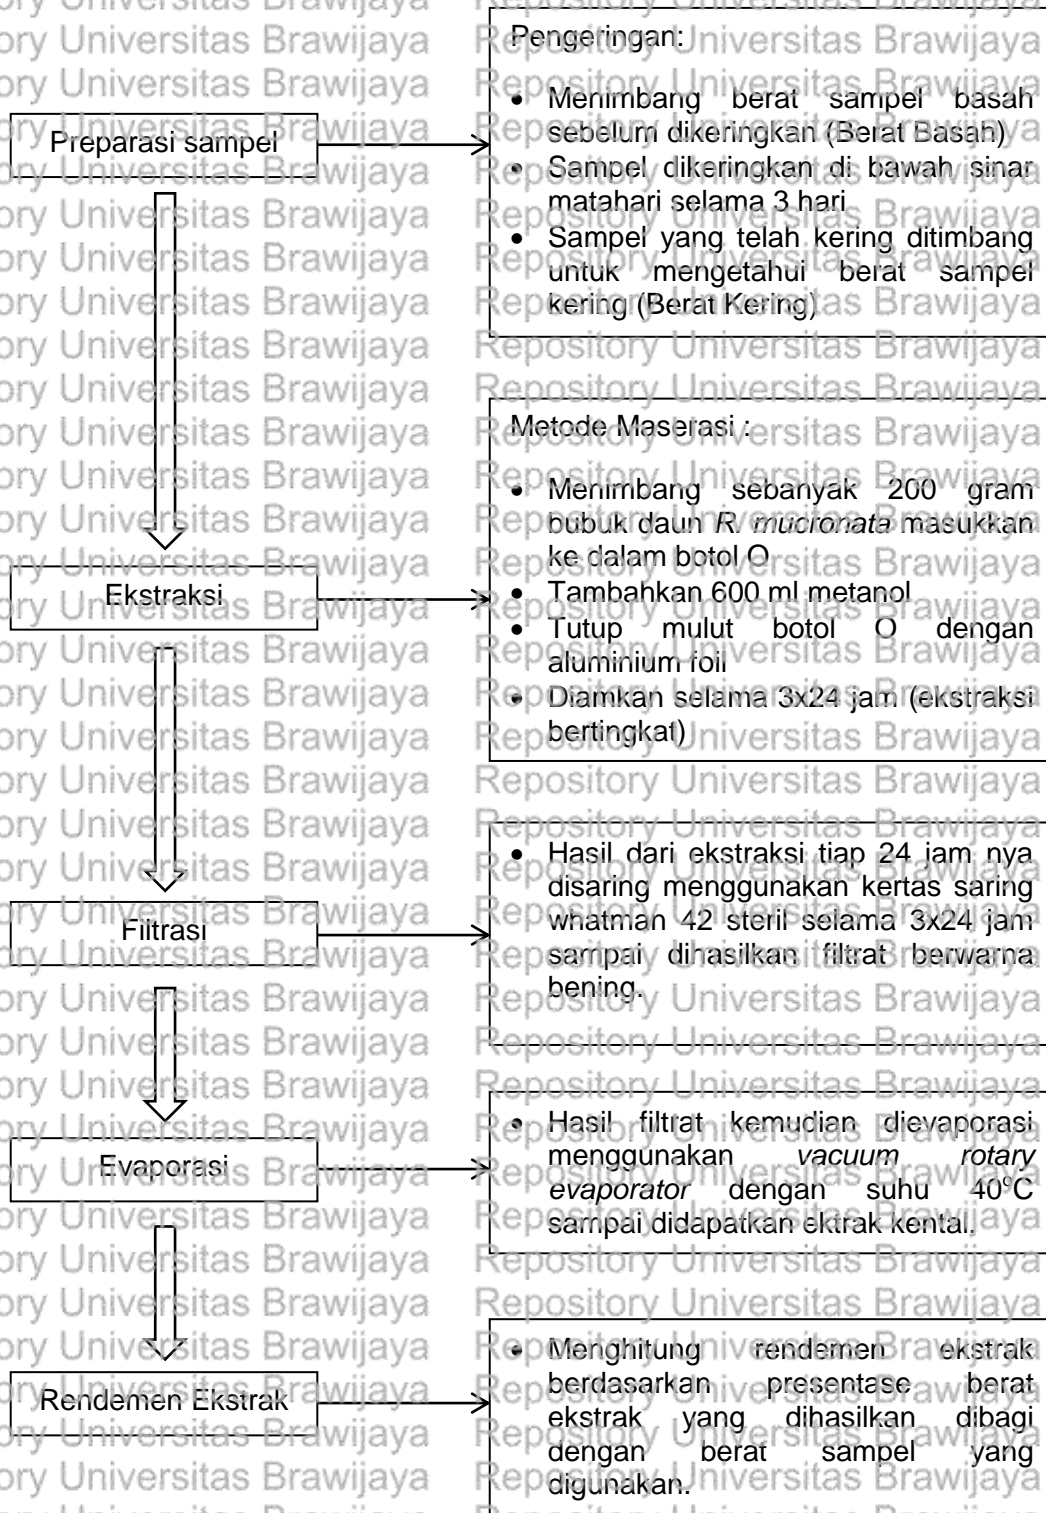 Pengeringan:
• Menimbang berat sampel basah
sebelum dikeringkan (Berat Basah)
• Sampel dikeringkan di bawah sinar
matahari selama 3 hari
• Sampel yang telah kering ditimbang
untuk mengetahui berat sampel
kering (Berat Kering)
Preparasi sampel
Metode Maserasi :
• Menimbang sebanyak 200 gram
bubuk daun R. mucronata masukkan
ke dalam botol O
• Tambahkan 600 ml metanol
• Tutup mulut botol O dengan
aluminium foil
• Diamkan selama 3x24 jam (ekstraksi
bertingkat)
Ekstraksi
• Hasil dari ekstraksi tiap 24 jam nya
disaring menggunakan kertas saring
whatman 42 steril selama 3x24 jam
sampai dihasilkan filtrat berwarna
bening.
Filtrasi
• Hasil filtrat kemudian dievaporasi
menggunakan vacuum rotary
evaporator dengan suhu 40⁰C
sampai didapatkan ektrak kental.
Evaporasi
• Menghitung rendemen ekstrak
berdasarkan presentase berat
ekstrak yang dihasilkan dibagi
dengan berat sampel yang
digunakan.
Rendemen Ekstrak
Repository Universitas Brawijaya